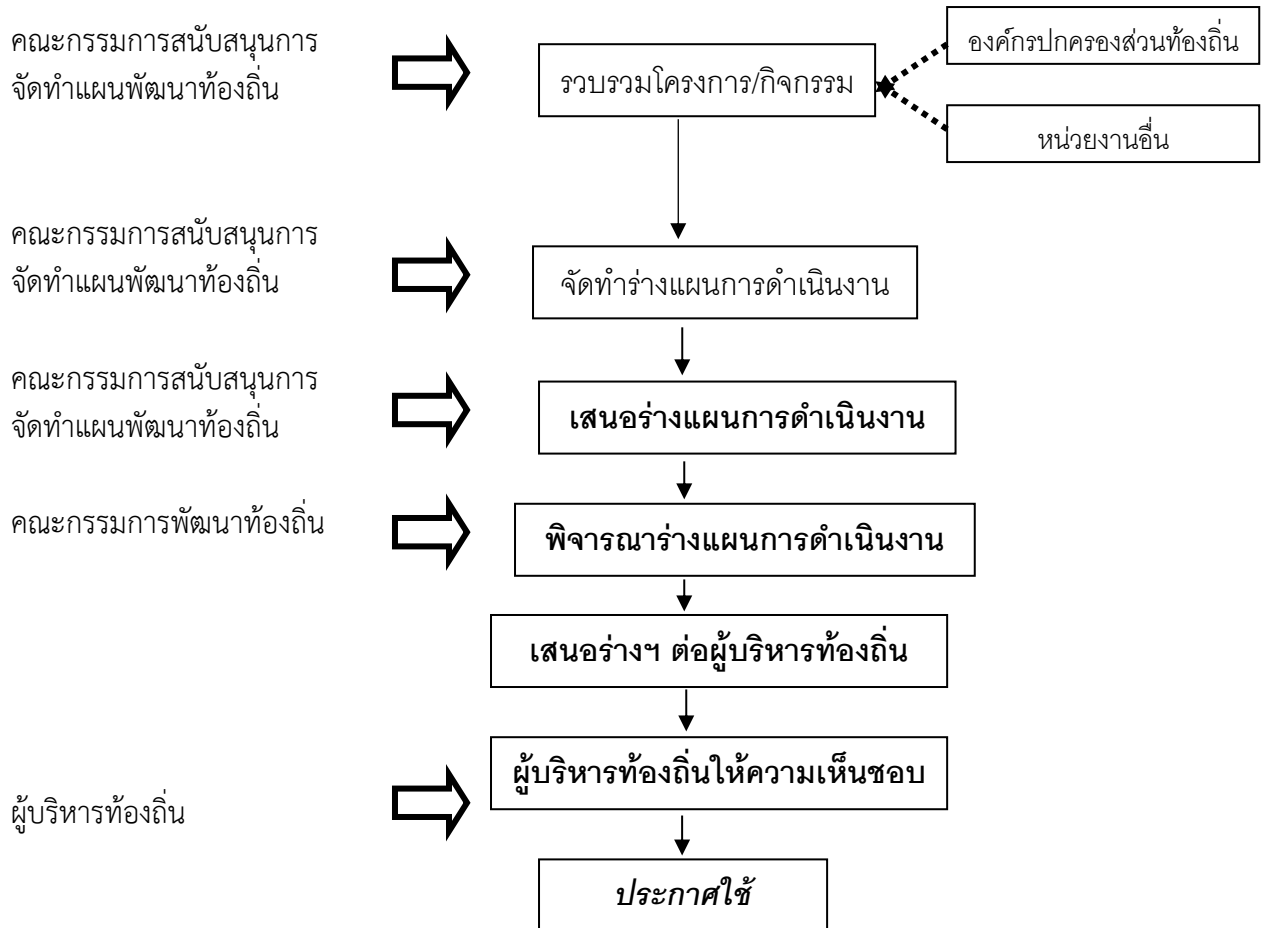 คณะกรรมการสนับสนุนการ
จัดทำแผนพัฒนาท้องถิ่น
รวบรวมโครงการ/กิจกรรม
องค์กรปกครองส่วนท้องถิ่น
หน่วยงานอื่น
คณะกรรมการสนับสนุนการ
จัดทำแผนพัฒนาท้องถิ่น
จัดทำร่างแผนการดำเนินงาน
คณะกรรมการสนับสนุนการ
จัดทำแผนพัฒนาท้องถิ่น
เสนอร่างแผนการดำเนินงาน
คณะกรรมการพัฒนาท้องถิ่น
พิจารณาร่างแผนการดำเนินงาน
เสนอร่างฯ ต่อผู้บริหารท้องถิ่น
ผู้บริหารท้องถิ่นให้ความเห็นชอบ
ผู้บริหารท้องถิ่น
ประกาศใช้